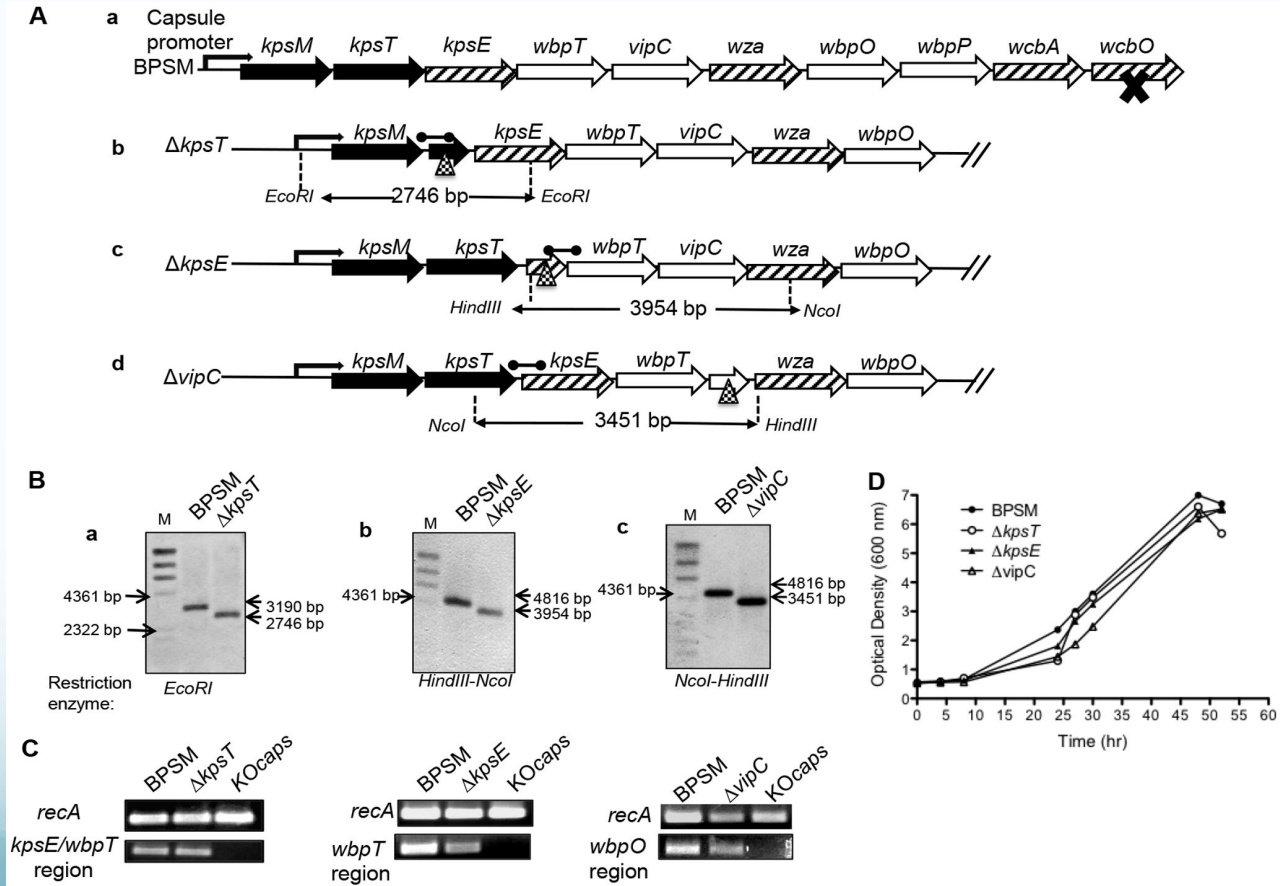 A
a
Capsule
promoter
BPSM
kpsM kpsT kpsE wbpT vipC wza wbpO wbpP wcbA wcbO
b
ΔkpsT
kpsM kpsE wbpT vipC wza wbpO
EcoRI 2746 bp EcoRI
c
ΔkpsE
kpsM kpsT wbpT vipC wza wbpO
HindIII 3954 bp NcoI
d
ΔvipC
kpsM kpsT kpsE wbpT wza wbpO
NcoI 3451 bp HindIII
B
a
M BPSM ΔkpsT
4361 bp
2322 bp
3190 bp
2746 bp
Restriction
enzyme:
EcoRI
b
M BPSM ΔkpsE
4361 bp
4816 bp
3954 bp
HindIII-NcoI
c
M BPSM ΔvipC
4361 bp
4816 bp
3451 bp
NcoI-HindIII
C
BPSM ΔkpsT KOcaps
recA
kpsE/wbpT
region
BPSM ΔkpsE KOcaps
recA
wbpT
region
BPSM ΔvipC KOcaps
recA
wbpO
region
D
BPSM
ΔkpsT
ΔkpsE
ΔvipC
Optical Density (600 nm)
7
6
5
4
3
2
1
0
0 5 10 15 20 25 30 35 40 45 50 55 60
Time (hr)